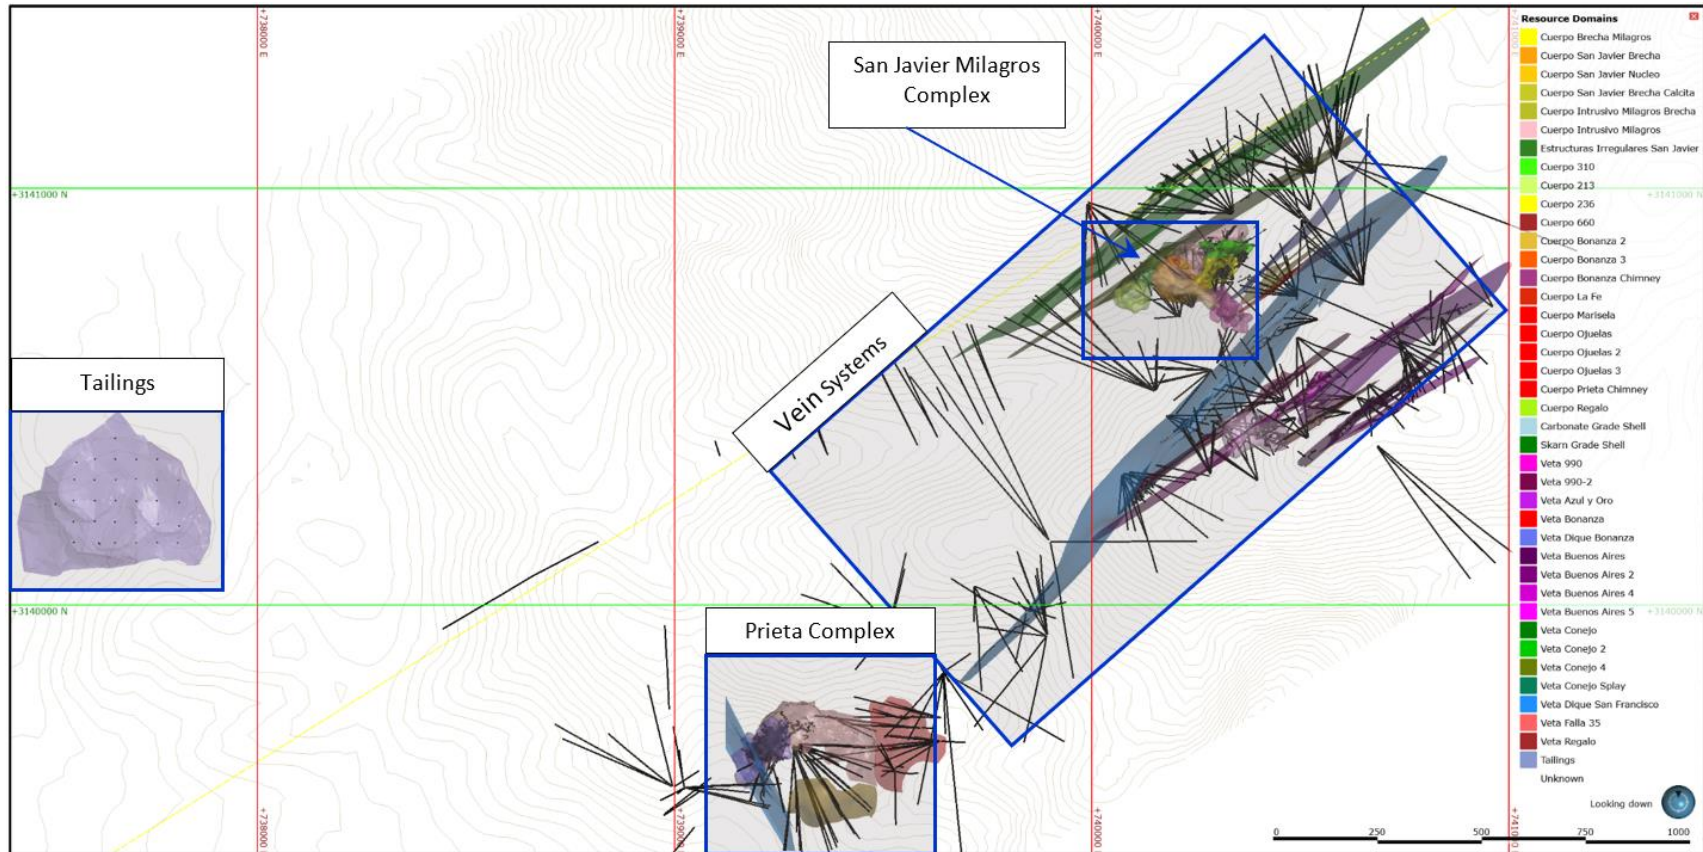 +738000 E
+739000 E
+740000 E
+741000 E
San Javier Milagros
Complex
+3141000 N
+3141000 N
Vein Systems
Tailings
+3140000 N
+3140000 N
Prieta Complex
+738000
+739000
+740000
+741000
Resource Domains
Cuerpo Brecha Milagros
Cuerpo San Javier Brecha
Cuerpo San Javier Nucleo
Cuerpo San Javier Brecha Calcita
Cuerpo Intrusivo Milagros Brecha
Cuerpo Intrusivo Milagros
Estructuras Irregulares San Javier
Cuerpo 310
Cuerpo 213
Cuerpo 236
Cuerpo 660
Cuerpo Bonanza 2
Cuerpo Bonanza 3
Cuerpo Bonanza Chimney
Cuerpo La Fe
Cuerpo Marisela
Cuerpo Ojuelas
Cuerpo Ojuelas 2
Cuerpo Ojuelas 3
Cuerpo Prieta Chimney
Cuerpo Regalo
Carbonate Grade Shell
Skarn Grade Shell
Veta 990
Veta 990-2
Veta Azul y Oro
Veta Bonanza
Veta Dique Bonanza
Veta Buenos Aires
Veta Buenos Aires 2
Veta Buenos Aires 4
Veta Buenos Aires 5
Veta Conejo
Veta Conejo 2
Veta Conejo 4
Veta Conejo Splay
Veta Dique San Francisco
Veta Falla 35
Veta Regalo
Tailings
Unknown
Looking down
0 250 500 750 1000